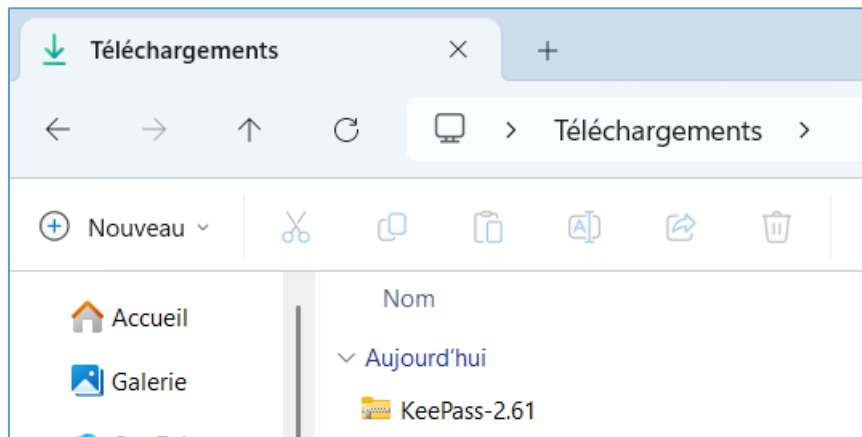 Téléchargements
Téléchargements
Nouveau
Nom
Accueil
Aujourd'hui
Galerie
KeePass-2.61